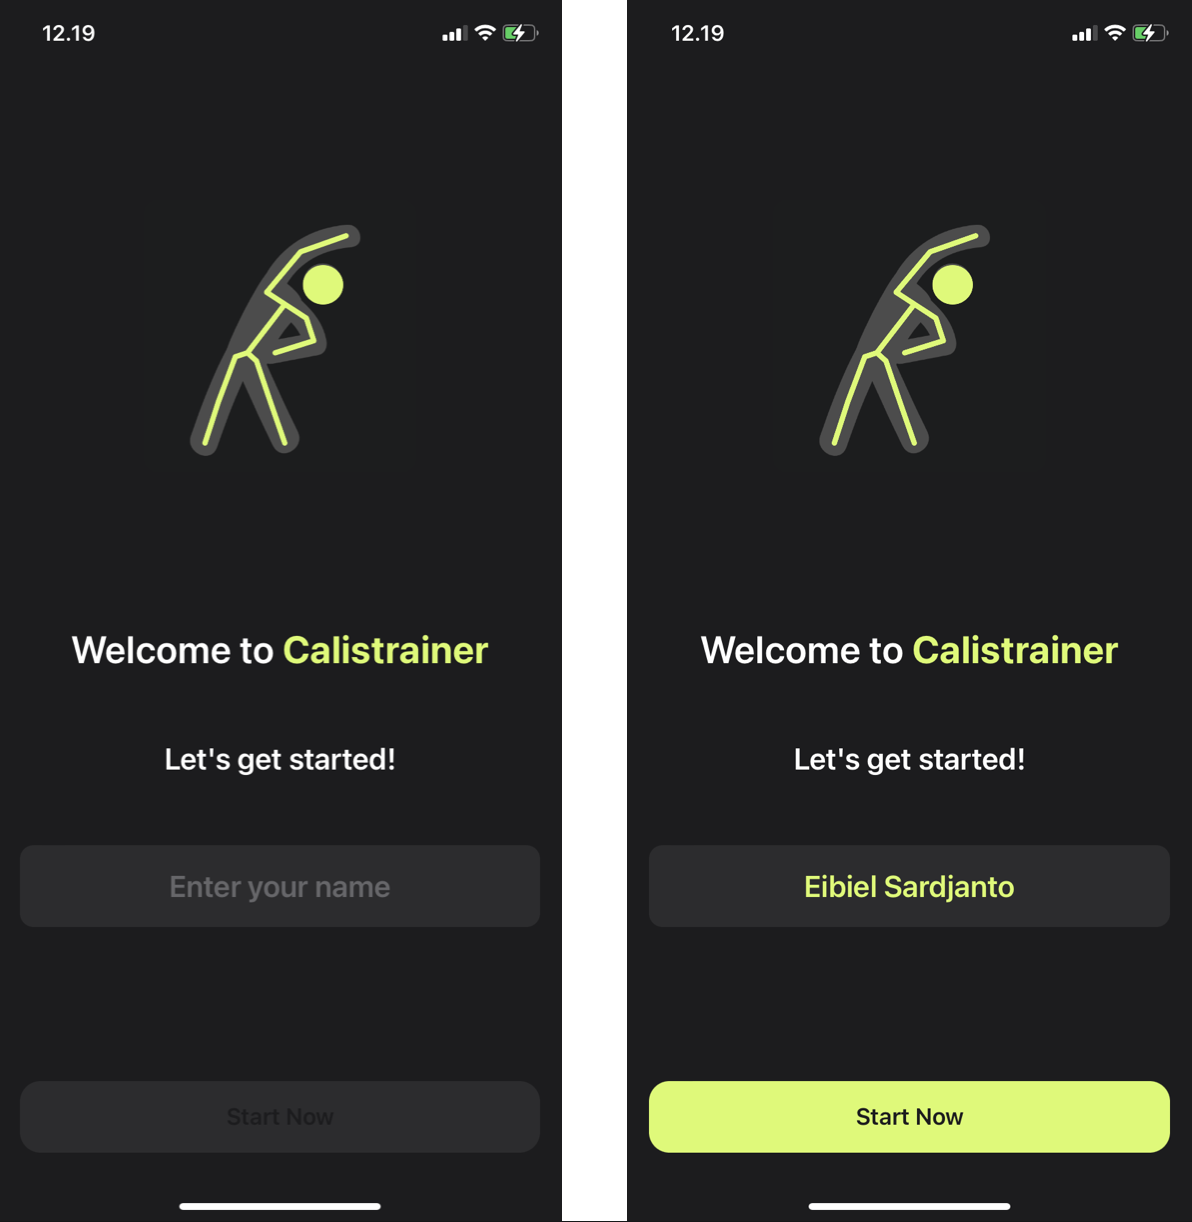 12.19
Welcome to Calistrainer
Let's get started!
Enter your name
Start Now
12.19
Welcome to Calistrainer
Let's get started!
Eibiel Sardjanto
Start Now